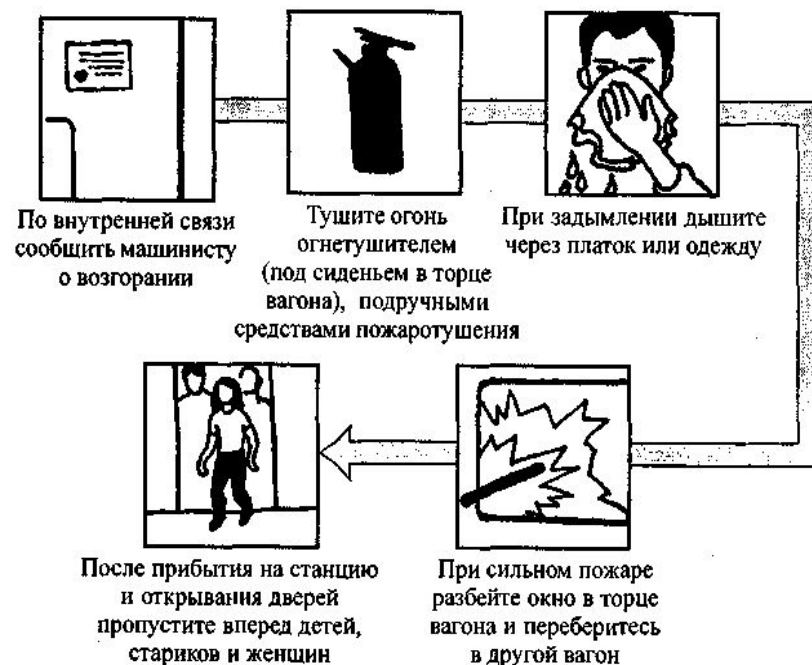 По внутренней связи
сообщить машинисту
о возгорании
Тушите огонь
огнетушителем
(под сиденьем в торце
вагона), подручными
средствами пожаротушения
При задымлении дышите
через платок или одежду
При сильном пожаре
разбейте окно в торце
вагона и переберитесь
в другой вагон
После прибытия на станцию
и открывания дверей
пропустите вперед детей,
стариков и женщин